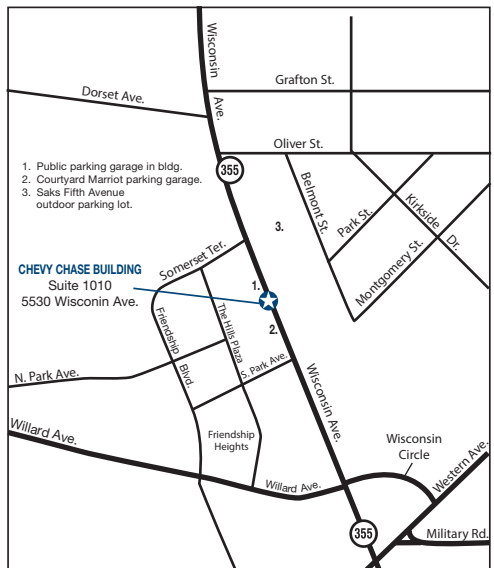 Wisconsin
Ave.
Grafton St.
Dorset Ave.
Oliver St.
355
1. Public parking garage in bldg.
2. Courtyard Marriot parking garage.
3. Saks Fifth Avenue
outdoor parking lot.
Belmont St.
Park St.
Kirkside
Dr.
3.
Montgomery St.
Somerset Ter.
CHEVY CHASE BUILDING
Suite 1010
5530 Wisconin Ave.
1.
2.
Friendship
Blvd.
The Hills Plaza
S. Park Ave.
N. Park Ave.
Wisconsin Ave.
Willard Ave.
Friendship
Heights
Wisconsin
Circle
Western Ave.
Willard Ave.
355
Military Rd.